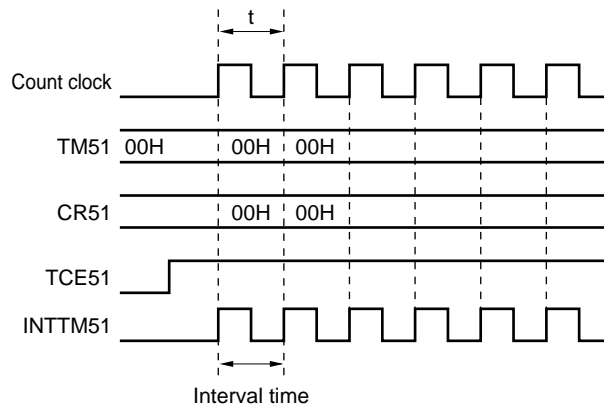 t
Count clock
TM51 00H 00H 00H
CR51 00H 00H
TCE51
INTTM51
Interval time